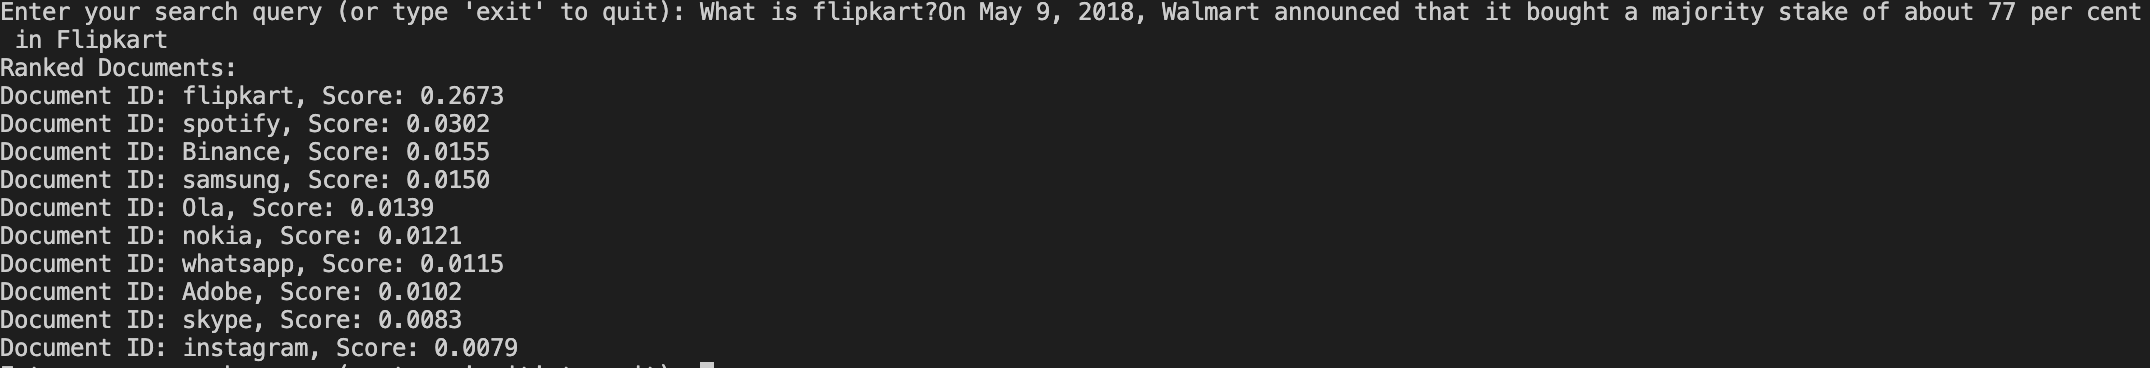 Enter your search query (or type 'exit' to quit): What is flipkart?On May 9, 2018, Walmart announced that it bought a majority stake of about 77 per cent
in Flipkart
Ranked Documents:
Document ID: flipkart, Score: 0.2673
Document ID: spotify, Score: 0.0302
Document ID: Binance, Score: 0.0155
Document ID: samsung, Score: 0.0150
Document ID: Ola, Score: 0.0139
Document ID: nokia, Score: 0.0121
Document ID: whatsapp, Score: 0.0115
Document ID: Adobe, Score: 0.0102
Document ID: skype, Score: 0.0083
Document ID: instagram, Score: 0.0079